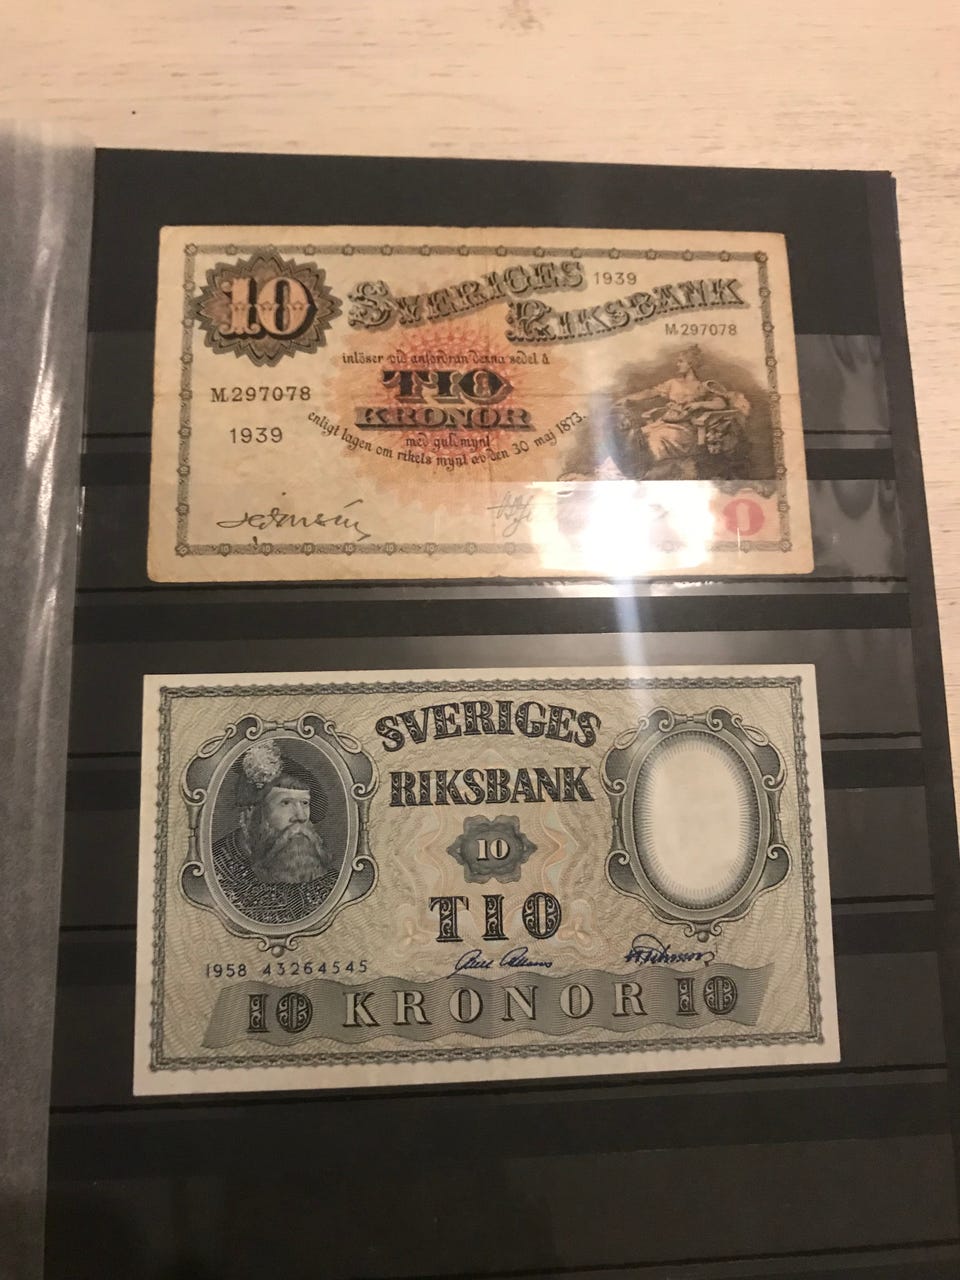 10
SVERIGES 1939
RIKSBANK
M.297078
inlöser vid anfordran denna sedel å
TIO
KRONOR
med guldmynt
enligt lagen om rikets mynt av den 30 maj 1873.
M.297078
1939
0
SVERIGES
RIKSBANK
10
TIO
1958 43264545
10 KRONOR 10